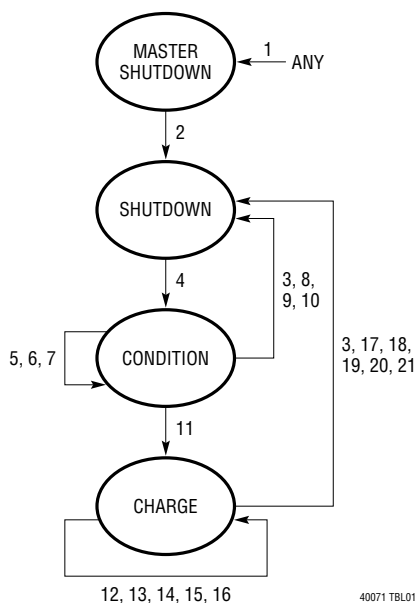 MASTER
SHUTDOWN
1
ANY
2
SHUTDOWN
4
3, 8,
9, 10
5, 6, 7
CONDITION
3, 17, 18,
19, 20, 21
11
CHARGE
12, 13, 14, 15, 16
40071 TBL01